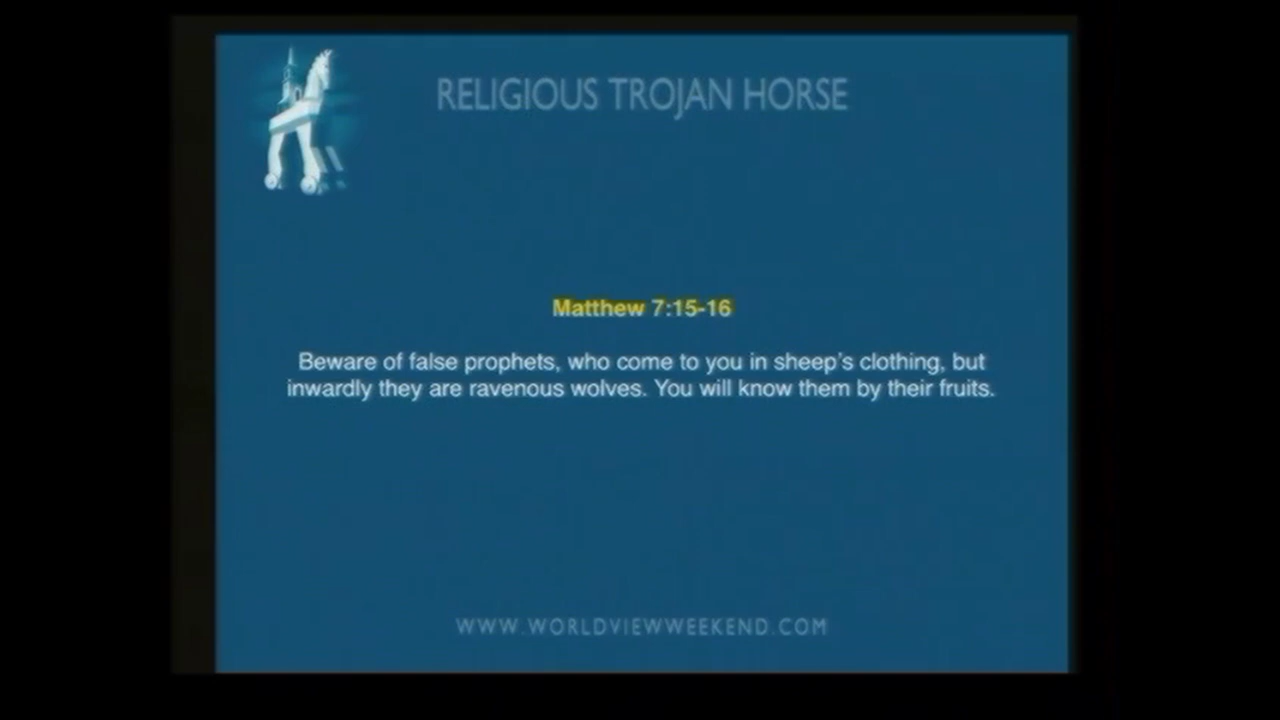 RELIGIOUS TROJAN HORSE
Matthew 7:15-16
Beware of false prophets, who come to you in sheep's clothing, but
inwardly they are ravenous wolves. You will know them by their fruits.
WWW.WORLDVIEWWEEKEND.COM